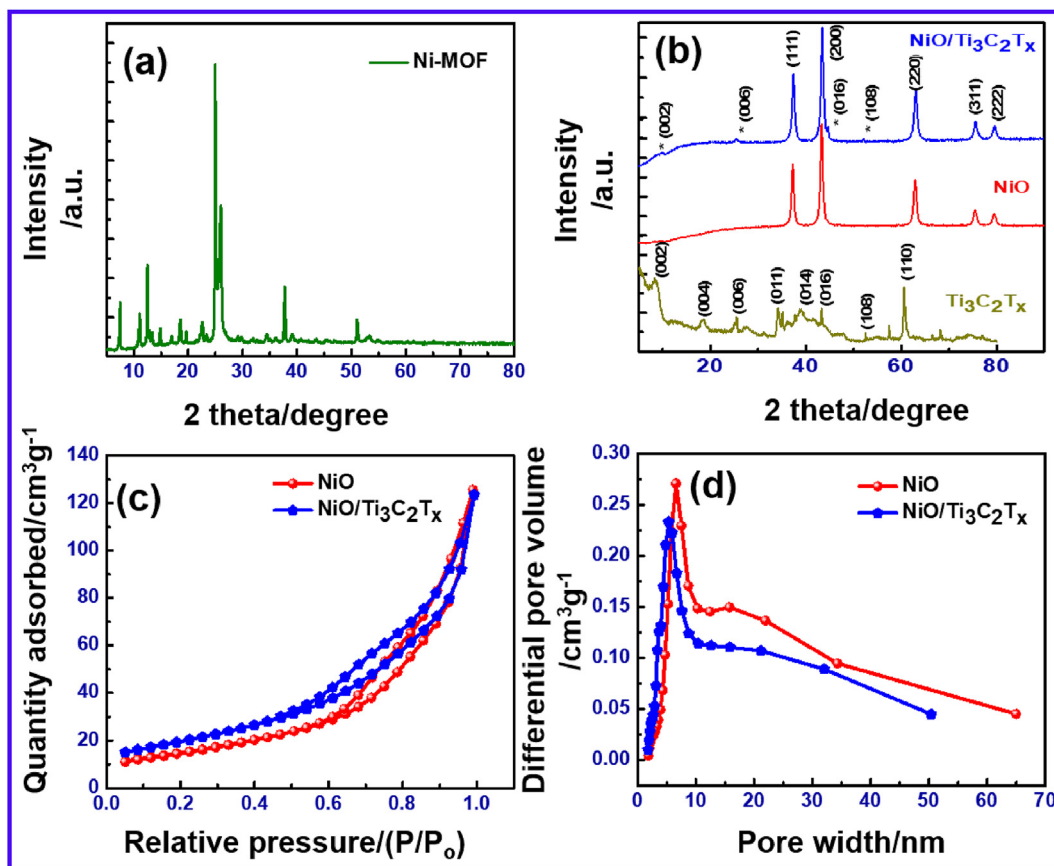 (a)
Ni-MOF
Intensity
/a.u.
10 20 30 40 50 60 70 80
2 theta/degree
(b)
NiO/Ti3C2Tx
* (002)
* (006)
(111)
(200)
* (016)
* (108)
(220)
(311)
(222)
NiO
(002)
(004)
(006)
(011)
(014)
(016)
(108)
(110)
Ti3C2Tx
Intensity
/a.u.
20 40 60 80
2 theta/degree
(c)
NiO
NiO/Ti3C2Tx
Quantity adsorbed/cm3g-1
140
120
100
80
60
40
20
0
0.0 0.2 0.4 0.6 0.8 1.0
Relative pressure/(P/Po)
(d)
NiO
NiO/Ti3C2Tx
Differential pore volume
/cm3g-1
0.30
0.25
0.20
0.15
0.10
0.05
0.00
0 10 20 30 40 50 60 70
Pore width/nm